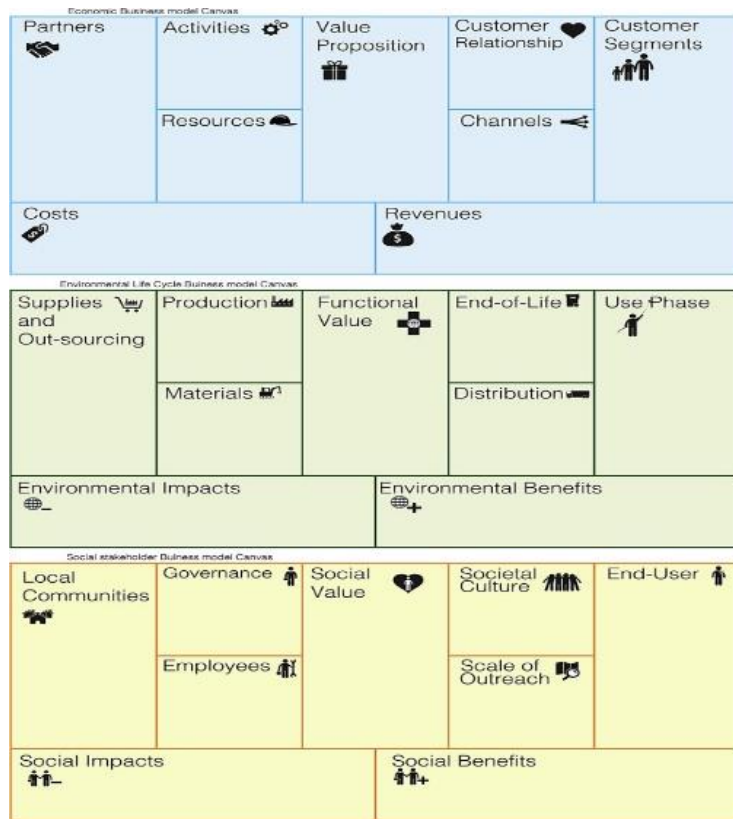 Economic Business model Canvas
Partners
Activities
Value
Proposition
Customer
Relationship
Customer
Segments
Resources
Channels
Costs
Revenues
Environmental Life Cycle Buiness model Canvas
Supplies
and
Out-sourcing
Production
Functional
Value
End-of-Life
Use Phase
Materials
Distribution
Environmental Impacts
Environmental Benefits
Social stakeholder Buiness model Canvas
Local
Communities
Governance
Social
Value
Societal
Culture
End-User
Employees
Scale of
Outreach
Social Impacts
Social Benefits